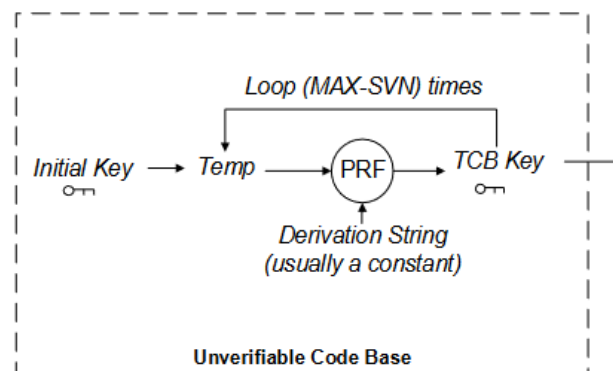 Loop (MAX-SVN) times
Initial Key
Temp
PRF
TCB Key
Derivation String
(usually a constant)
Unverifiable Code Base